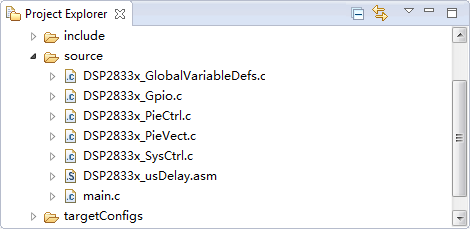 Project Explorer
include
source
DSP2833x_GlobalVariableDefs.c
DSP2833x_Gpio.c
DSP2833x_PieCtrl.c
DSP2833x_PieVect.c
DSP2833x_SysCtrl.c
DSP2833x_usDelay.asm
main.c
targetConfigs